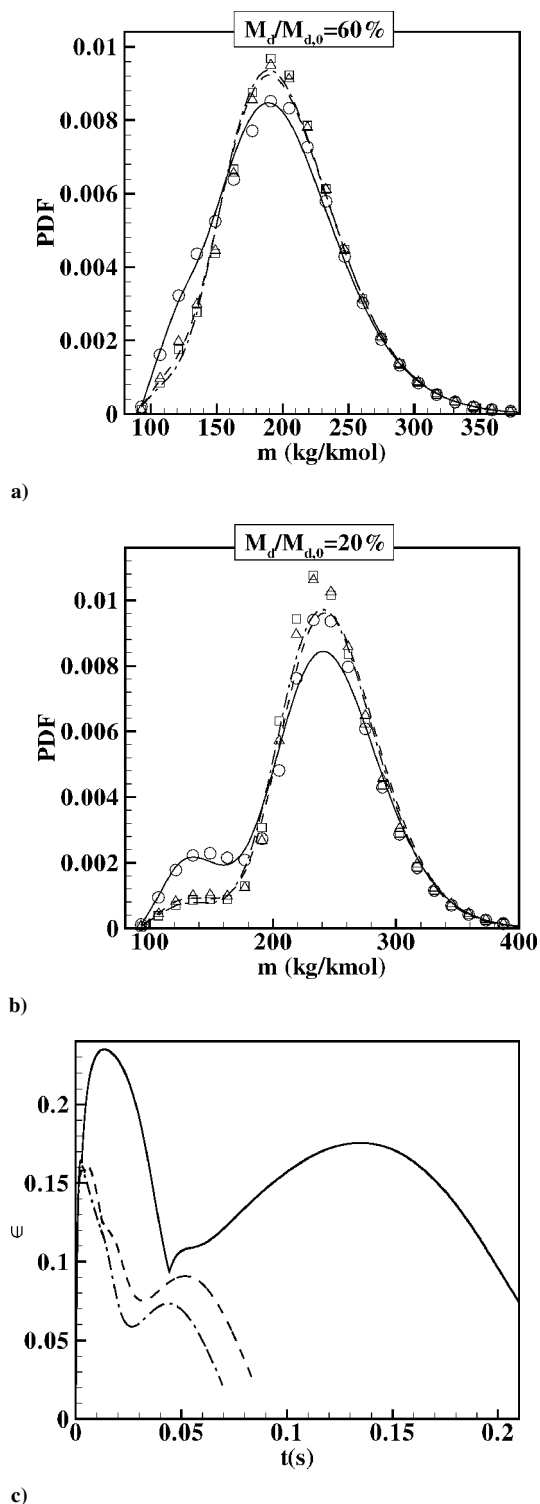 M_d/M_d,0=60%
0.01
0.008
0.006
0.004
0.002
0
PDF
100 150 200 250 300 350
m (kg/kmol)
a)
M_d/M_d,0=20%
0.01
0.008
0.006
0.004
0.002
0
PDF
100 200 300 400
m (kg/kmol)
b)
0.2
0.15
0.1
0.05
0
ϵ
0 0.05 0.1 0.15 0.2
t(s)
c)